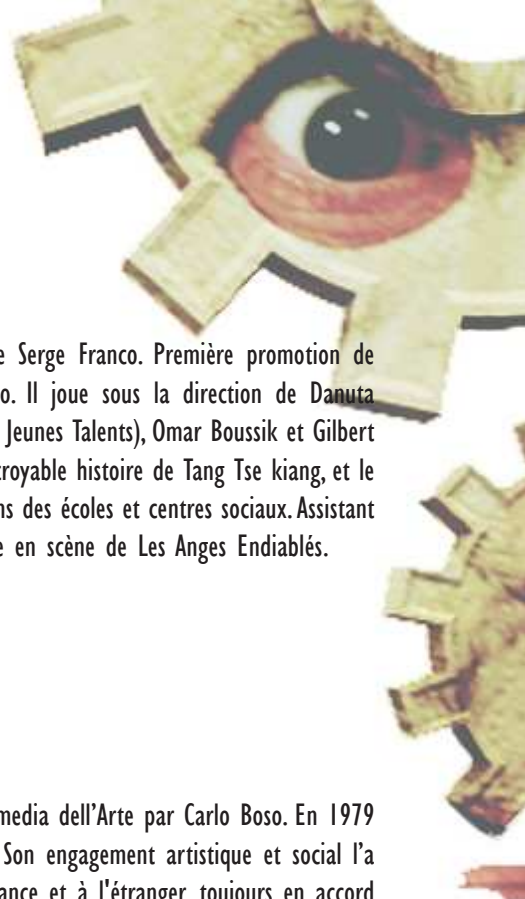 e Serge Franco. Première promotion de
o. Il joue sous la direction de Danuta
Jeunes Talents), Omar Boussik et Gilbert
croyable histoire de Tang Tse kiang, et le
ns des écoles et centres sociaux. Assistant
e en scène de Les Anges Endiablés.
media dell'Arte par Carlo Boso. En 1979
Son engagement artistique et social l'a
ance et à l'étranger, toujours en accord